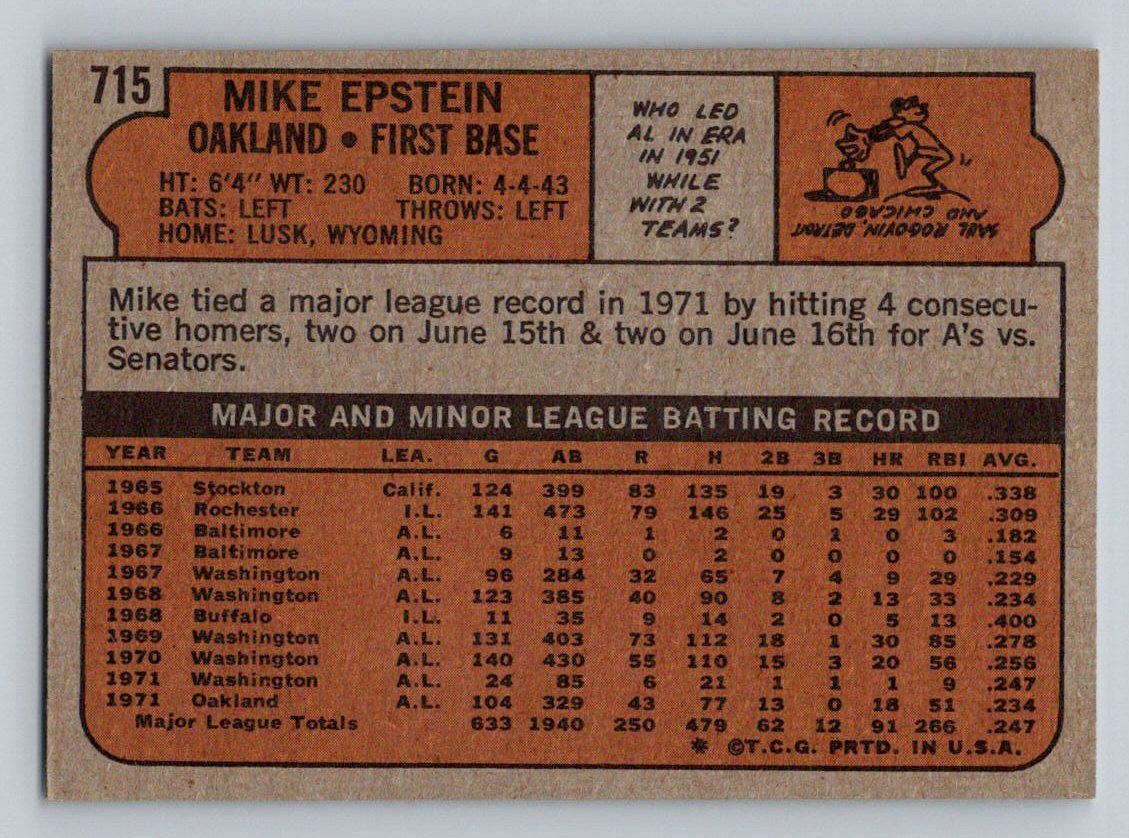 715
MIKE EPSTEIN
OAKLAND • FIRST BASE
HT: 6'4" WT: 230 BORN: 4-4-43
BATS: LEFT THROWS: LEFT
HOME: LUSK, WYOMING
WHO LED
AL IN ERA
IN 1951
WHILE
WITH 2
TEAMS?
SAUL ROGOVIN, DETROIT
AND CHICAGO
Mike tied a major league record in 1971 by hitting 4 consecu-
tive homers, two on June 15th & two on June 16th for A's vs.
Senators.
MAJOR AND MINOR LEAGUE BATTING RECORD
YEAR TEAM LEA. G AB R H 2B 3B HR RBI AVG.
1965 Stockton Calif. 124 399 83 135 19 3 30 100 .338
1966 Rochester I.L. 141 473 79 146 25 5 29 102 .309
1966 Baltimore A.L. 6 11 1 2 0 1 0 3 .182
1967 Baltimore A.L. 9 13 0 2 0 0 0 0 .154
1967 Washington A.L. 96 284 32 65 7 4 9 29 .229
1968 Washington A.L. 123 385 40 90 8 2 13 33 .234
1968 Buffalo I.L. 11 35 9 14 2 0 5 13 .400
1969 Washington A.L. 131 403 73 112 18 1 30 85 .278
1970 Washington A.L. 140 430 55 110 15 3 20 56 .256
1971 Washington A.L. 24 85 6 21 1 1 1 9 .247
1971 Oakland A.L. 104 329 43 77 13 0 18 51 .234
Major League Totals 633 1940 250 479 62 12 91 266 .247
* ©T.C.G. PRTD. IN U.S.A.